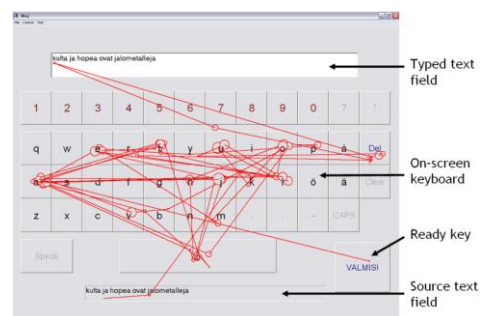 kulta ja hopea ovat jalometalleja
Typed text
field
1 2 3 4 5 6 7 8 9 0 ? !
q w e r t y u i o p å Del
On-screen
keyboard
a s d f g h j k l ö ä Clear
z x c v b n m , . - CAPS
Ready key
Speak
VALMIS!
Source text
field
kulta ja hopea ovat jalometalleja